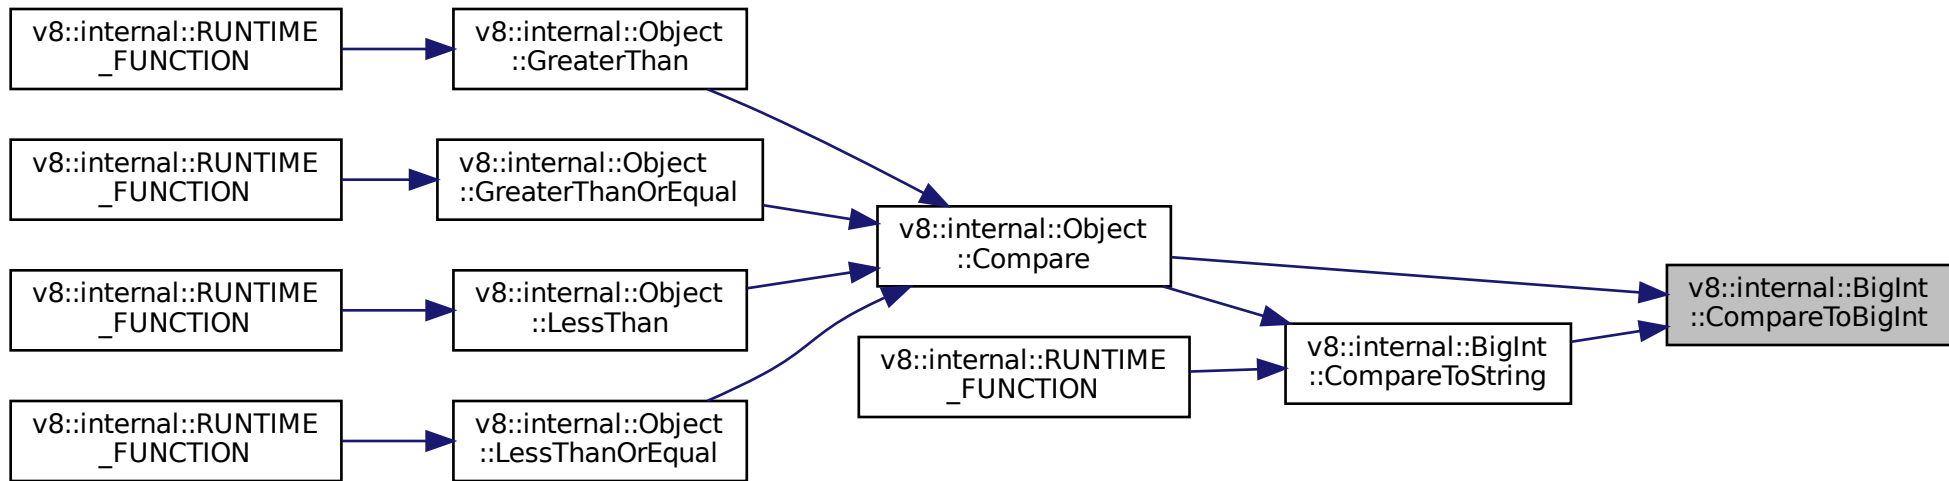 v8::internal::RUNTIME
_FUNCTION
v8::internal::Object
::GreaterThan
v8::internal::RUNTIME
_FUNCTION
v8::internal::Object
::GreaterThanOrEqual
v8::internal::RUNTIME
_FUNCTION
v8::internal::Object
::LessThan
v8::internal::RUNTIME
_FUNCTION
v8::internal::Object
::LessThanOrEqual
v8::internal::Object
::Compare
v8::internal::RUNTIME
_FUNCTION
v8::internal::BigInt
::CompareToString
v8::internal::BigInt
::CompareToBigInt